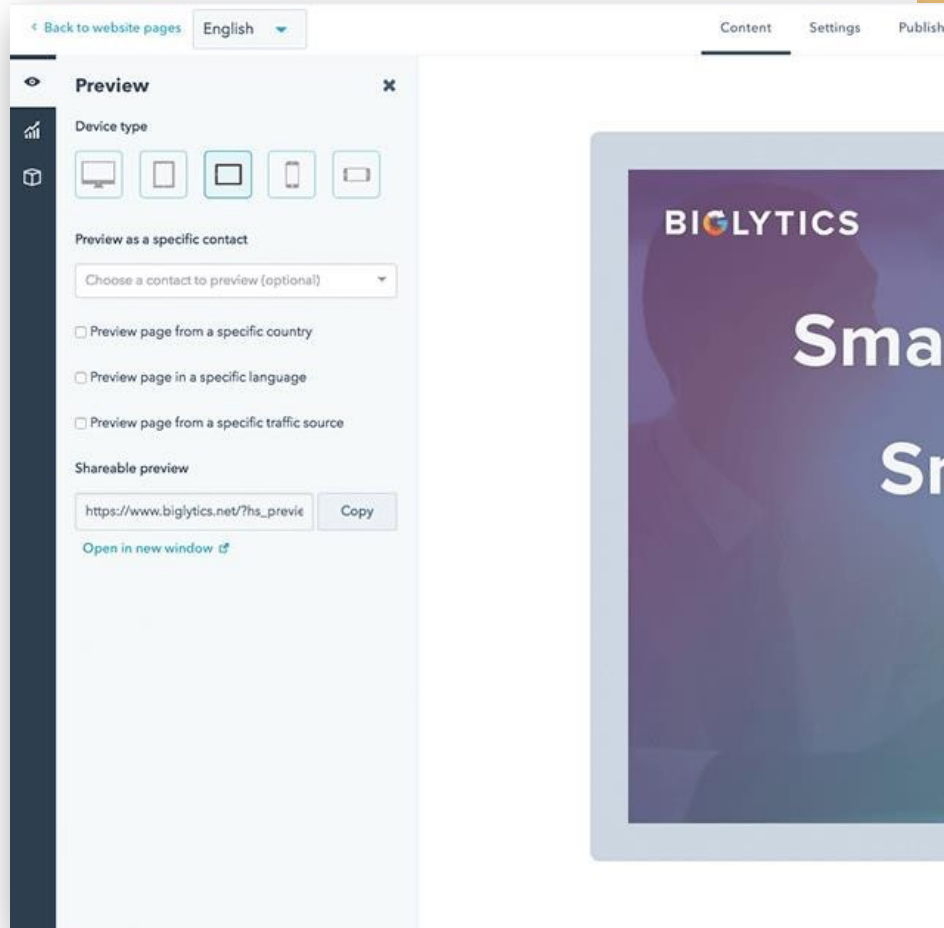 Back to website pages
English
Content
Settings
Publish
Preview
Device type
Preview as a specific contact
Choose a contact to preview (optional)
Preview page from a specific country
Preview page in a specific language
Preview page from a specific traffic source
Shareable preview
https://www.biglytics.net/?hs_previe
Copy
Open in new window
BIGLYTICS
Sma
Sm